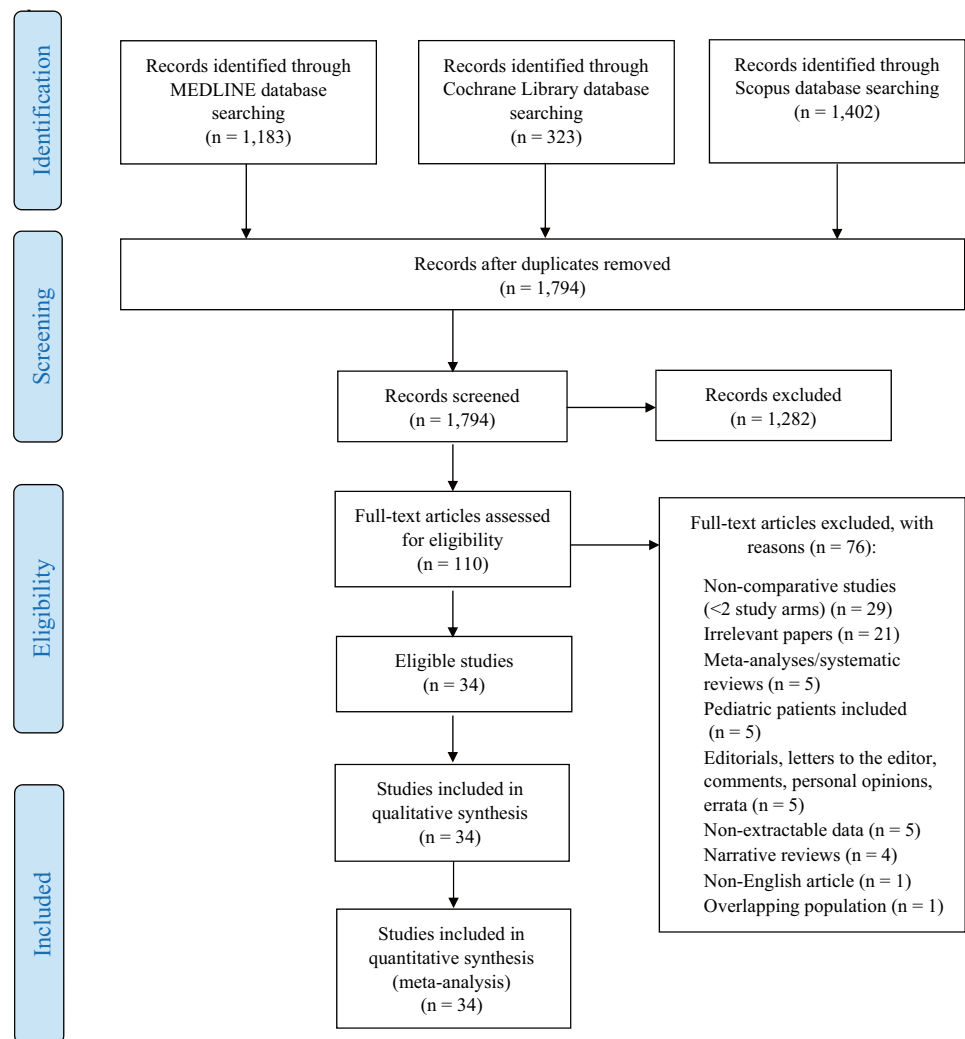 Identification
Records identified through
MEDLINE database
searching
(n = 1,183)
Records identified through
Cochrane Library database
searching
(n = 323)
Records identified through
Scopus database searching
(n = 1,402)
Screening
Records after duplicates removed
(n = 1,794)
Records screened
(n = 1,794)
Records excluded
(n = 1,282)
Eligibility
Full-text articles assessed
for eligibility
(n = 110)
Full-text articles excluded, with
reasons (n = 76):
Non-comparative studies
(<2 study arms) (n = 29)
Irrelevant papers (n = 21)
Meta-analyses/systematic
reviews (n = 5)
Pediatric patients included
(n = 5)
Editorials, letters to the editor,
comments, personal opinions,
errata (n = 5)
Non-extractable data (n = 5)
Narrative reviews (n = 4)
Non-English article (n = 1)
Overlapping population (n = 1)
Eligible studies
(n = 34)
Included
Studies included in
qualitative synthesis
(n = 34)
Studies included in
quantitative synthesis
(meta-analysis)
(n = 34)